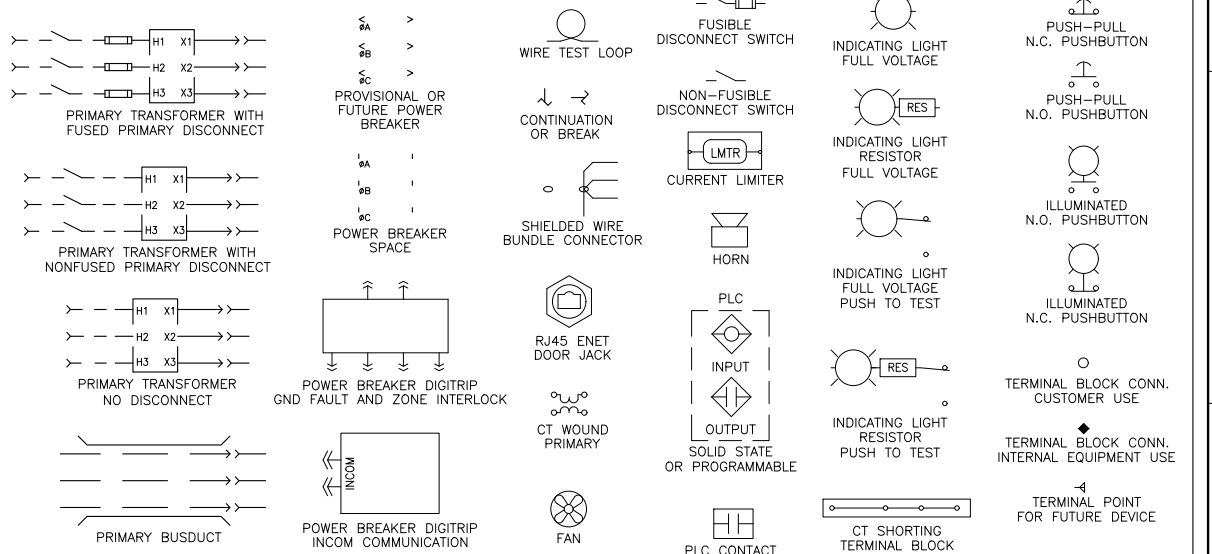 H1 X1
H2 X2
H3 X3
PRIMARY TRANSFORMER WITH
FUSED PRIMARY DISCONNECT
H1 X1
H2 X2
H3 X3
PRIMARY TRANSFORMER WITH
NONFUSED PRIMARY DISCONNECT
H1 X1
H2 X2
H3 X3
PRIMARY TRANSFORMER
NO DISCONNECT
PRIMARY BUSDUCT
øA
øB
øC
PROVISIONAL OR
FUTURE POWER
BREAKER
øA
øB
øC
POWER BREAKER
SPACE
POWER BREAKER DIGITRIP
GND FAULT AND ZONE INTERLOCK
INCOM
POWER BREAKER DIGITRIP
INCOM COMMUNICATION
WIRE TEST LOOP
CONTINUATION
OR BREAK
SHIELDED WIRE
BUNDLE CONNECTOR
RJ45 ENET
DOOR JACK
CT WOUND
PRIMARY
FAN
FUSIBLE
DISCONNECT SWITCH
NON-FUSIBLE
DISCONNECT SWITCH
LMTR
CURRENT LIMITER
HORN
PLC
INPUT
OUTPUT
SOLID STATE
OR PROGRAMMABLE
PLC CONTACT
INDICATING LIGHT
FULL VOLTAGE
RES
INDICATING LIGHT
RESISTOR
FULL VOLTAGE
INDICATING LIGHT
FULL VOLTAGE
PUSH TO TEST
RES
INDICATING LIGHT
RESISTOR
PUSH TO TEST
CT SHORTING
TERMINAL BLOCK
PUSH-PULL
N.C. PUSHBUTTON
PUSH-PULL
N.O. PUSHBUTTON
ILLUMINATED
N.O. PUSHBUTTON
ILLUMINATED
N.C. PUSHBUTTON
TERMINAL BLOCK CONN.
CUSTOMER USE
TERMINAL BLOCK CONN.
INTERNAL EQUIPMENT USE
TERMINAL POINT
FOR FUTURE DEVICE